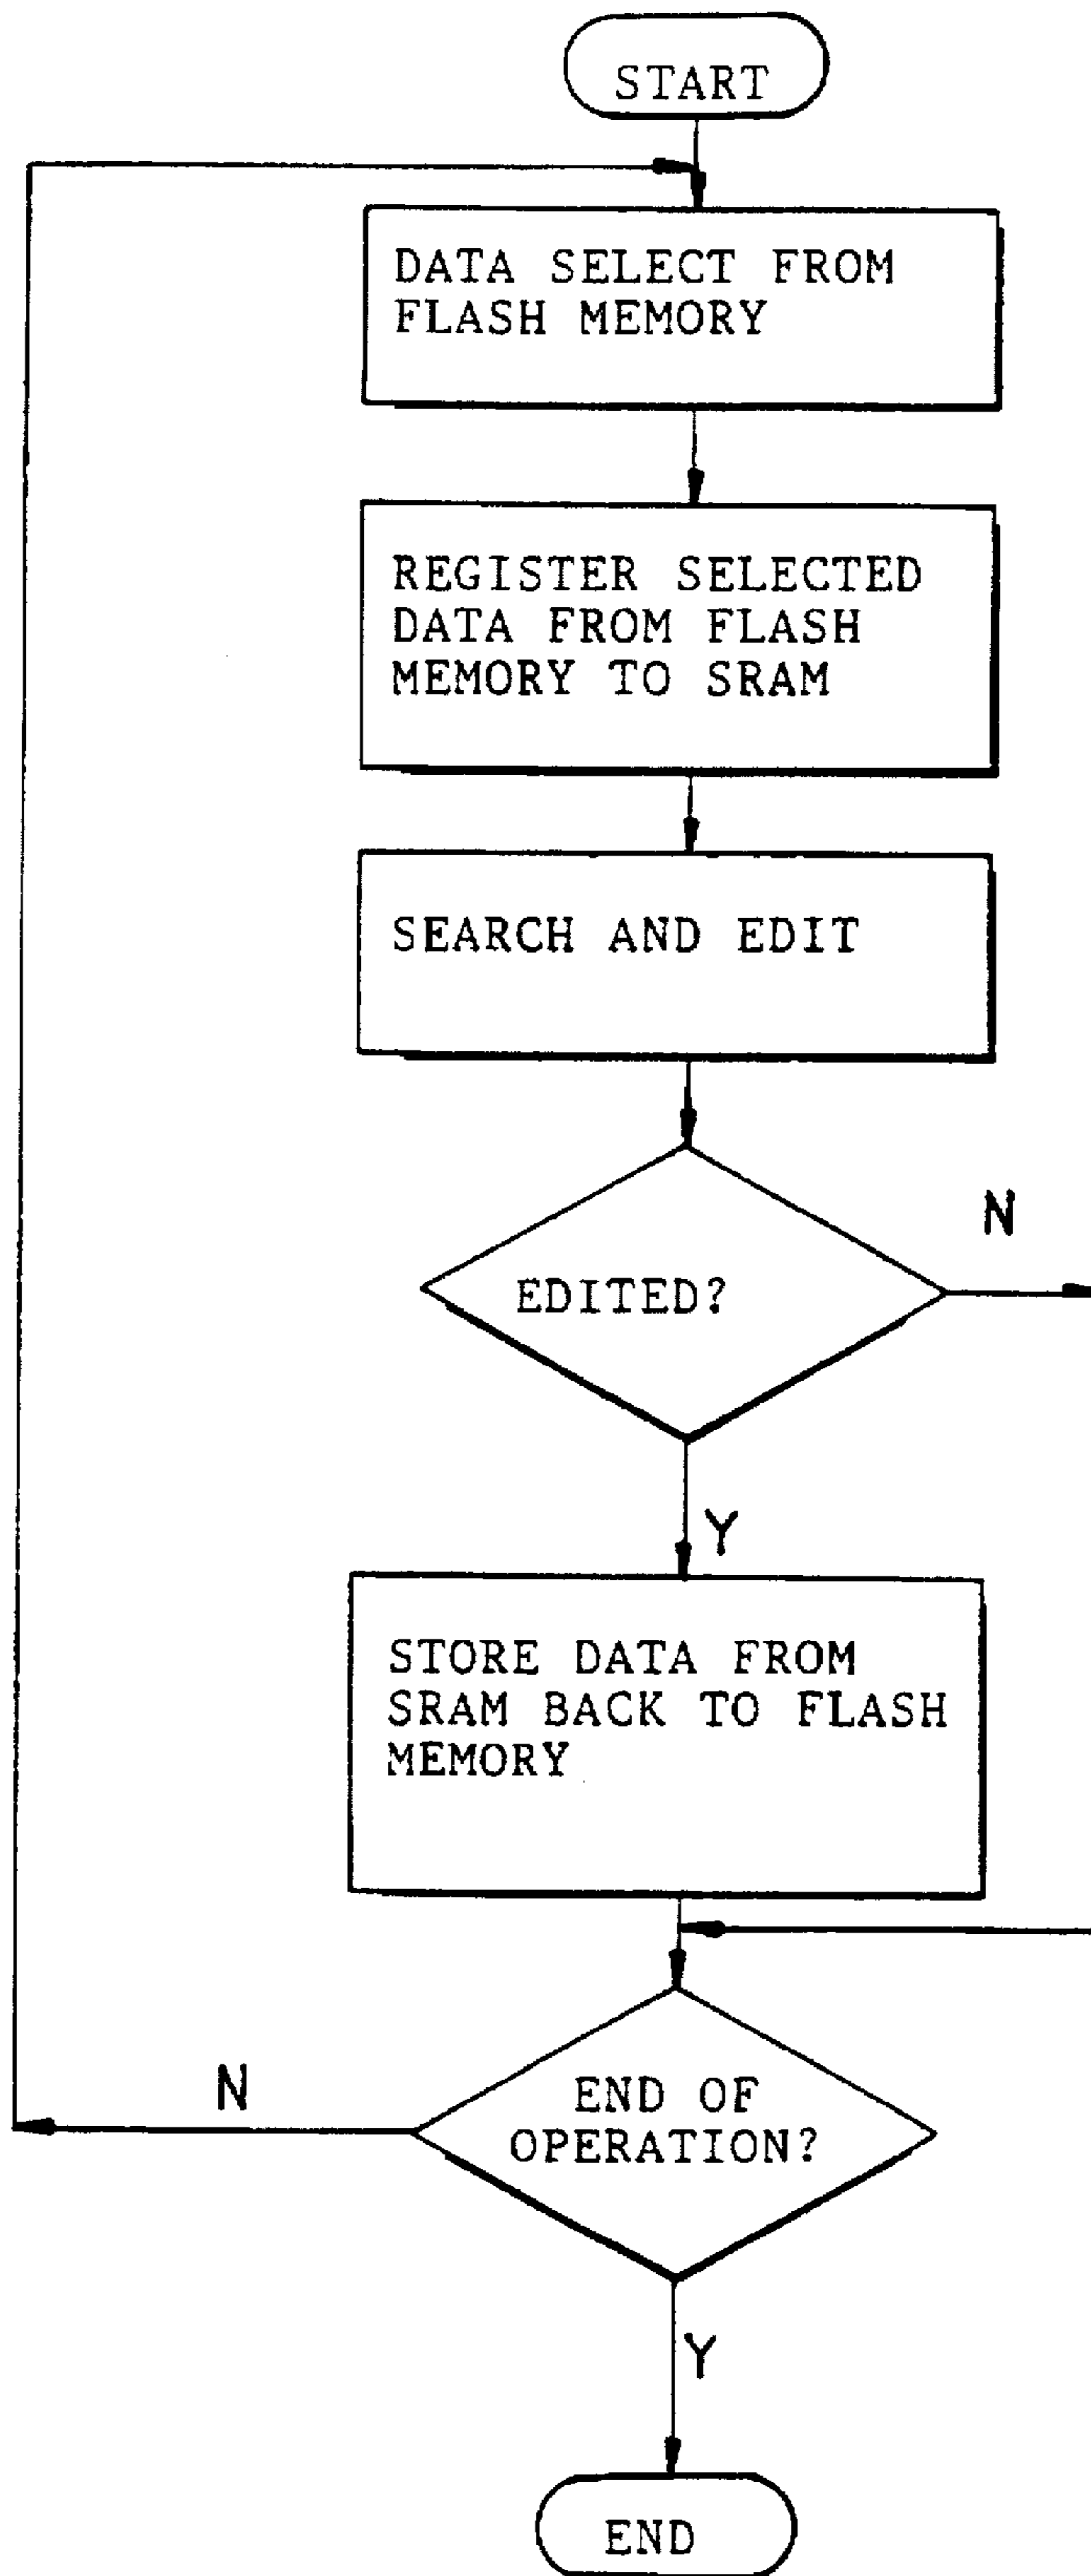 START
DATA SELECT FROM
FLASH MEMORY
REGISTER SELECTED
DATA FROM FLASH
MEMORY TO SRAM
SEARCH AND EDIT
EDITED?
N
Y
STORE DATA FROM
SRAM BACK TO FLASH
MEMORY
END OF
OPERATION?
N
Y
END